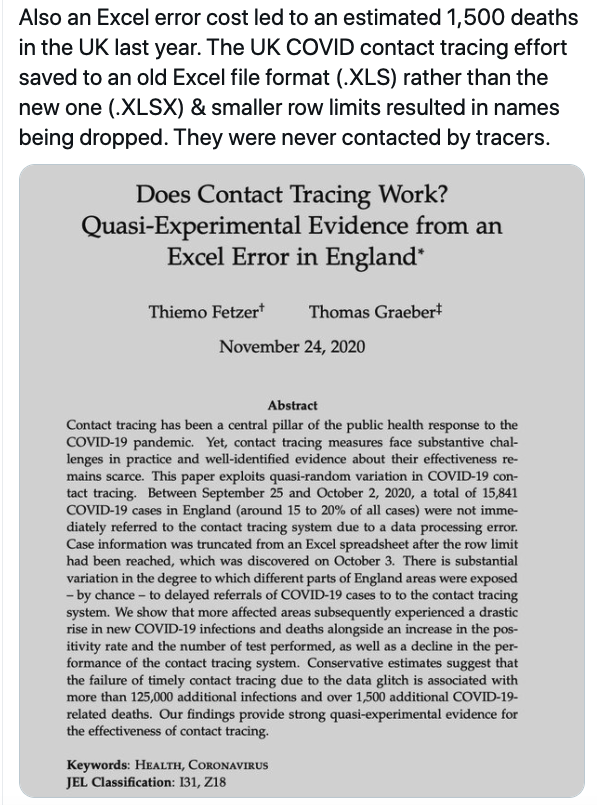 Also an Excel error cost led to an estimated 1,500 deaths
in the UK last year. The UK COVID contact tracing effort
saved to an old Excel file format (.XLS) rather than the
new one (.XLSX) & smaller row limits resulted in names
being dropped. They were never contacted by tracers.
Does Contact Tracing Work?
Quasi-Experimental Evidence from an
Excel Error in England*
Thiemo Fetzer† Thomas Graeber‡
November 24, 2020
Abstract
Contact tracing has been a central pillar of the public health response to the
COVID-19 pandemic. Yet, contact tracing measures face substantive chal-
lenges in practice and well-identified evidence about their effectiveness re-
mains scarce. This paper exploits quasi-random variation in COVID-19 con-
tact tracing. Between September 25 and October 2, 2020, a total of 15,841
COVID-19 cases in England (around 15 to 20% of all cases) were not imme-
diately referred to the contact tracing system due to a data processing error.
Case information was truncated from an Excel spreadsheet after the row limit
had been reached, which was discovered on October 3. There is substantial
variation in the degree to which different parts of England areas were exposed
– by chance – to delayed referrals of COVID-19 cases to to the contact tracing
system. We show that more affected areas subsequently experienced a drastic
rise in new COVID-19 infections and deaths alongside an increase in the pos-
itivity rate and the number of test performed, as well as a decline in the per-
formance of the contact tracing system. Conservative estimates suggest that
the failure of timely contact tracing due to the data glitch is associated with
more than 125,000 additional infections and over 1,500 additional COVID-19-
related deaths. Our findings provide strong quasi-experimental evidence for
the effectiveness of contact tracing.
Keywords: HEALTH, CORONAVIRUS
JEL Classification: I31, Z18